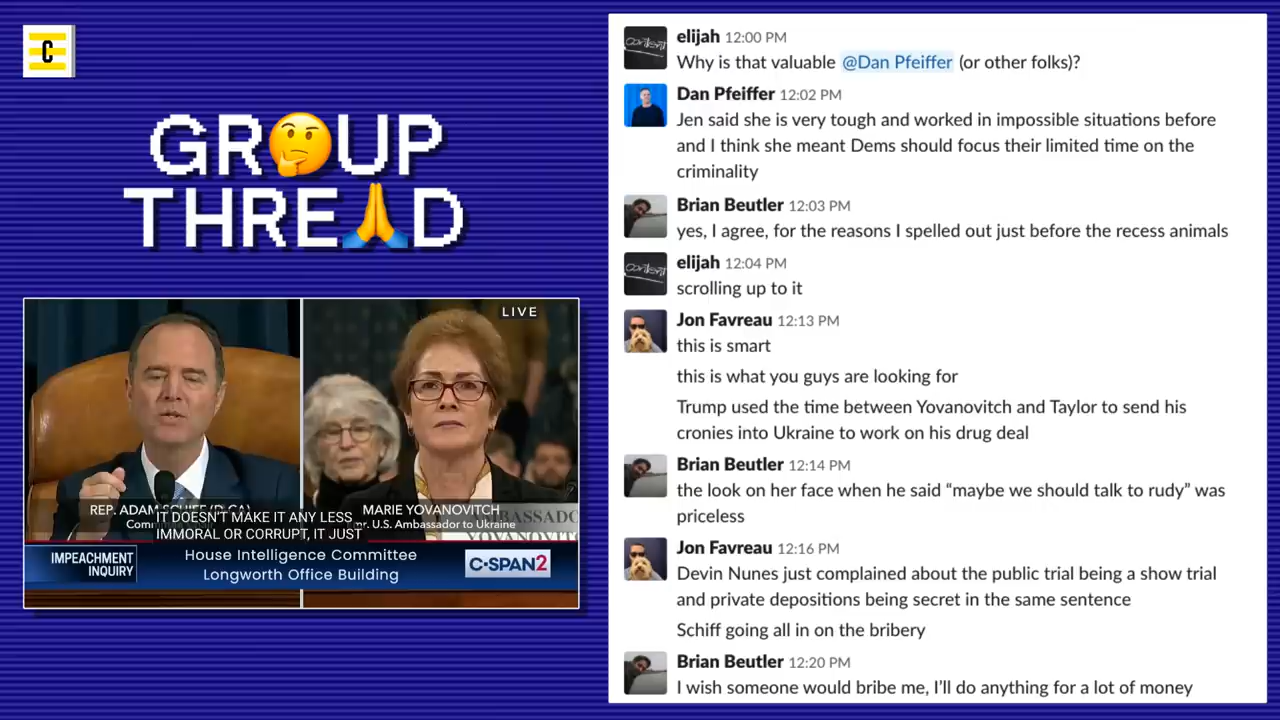 C
GR🤔UP
THRE🙏D
LIVE
REP. ADAM SCHIFF (D-CA)
MARIE YOVANOVITCH
U.S. Ambassador to Ukraine
IT DOESN'T MAKE IT ANY LESS
IMMORAL OR CORRUPT, IT JUST
IMPEACHMENT
INQUIRY
House Intelligence Committee
Longworth Office Building
C-SPAN2
elijah 12:00 PM
Why is that valuable @Dan Pfeiffer (or other folks)?
Dan Pfeiffer 12:02 PM
Jen said she is very tough and worked in impossible situations before
and I think she meant Dems should focus their limited time on the
criminality
Brian Beutler 12:03 PM
yes, I agree, for the reasons I spelled out just before the recess animals
elijah 12:04 PM
scrolling up to it
Jon Favreau 12:13 PM
this is smart
this is what you guys are looking for
Trump used the time between Yovanovitch and Taylor to send his
cronies into Ukraine to work on his drug deal
Brian Beutler 12:14 PM
the look on her face when he said “maybe we should talk to rudy” was
priceless
Jon Favreau 12:16 PM
Devin Nunes just complained about the public trial being a show trial
and private depositions being secret in the same sentence
Schiff going all in on the bribery
Brian Beutler 12:20 PM
I wish someone would bribe me, I’ll do anything for a lot of money